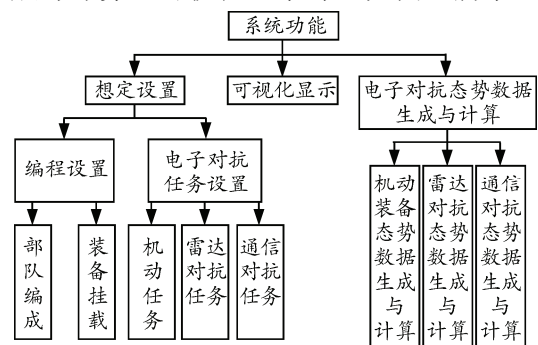 系统功能
想定设置
可视化显示
电子对抗态势数据
生成与计算
编程设置
电子对抗
任务设置
部队编成
装备挂载
机动任务
雷达
对抗
任务
通信
对抗
任务
机动
装备
态势
数据
生成
与
计算
雷达
对抗
态势
数据
生成
与
计算
通信
对抗
态势
数据
生成
与
计算